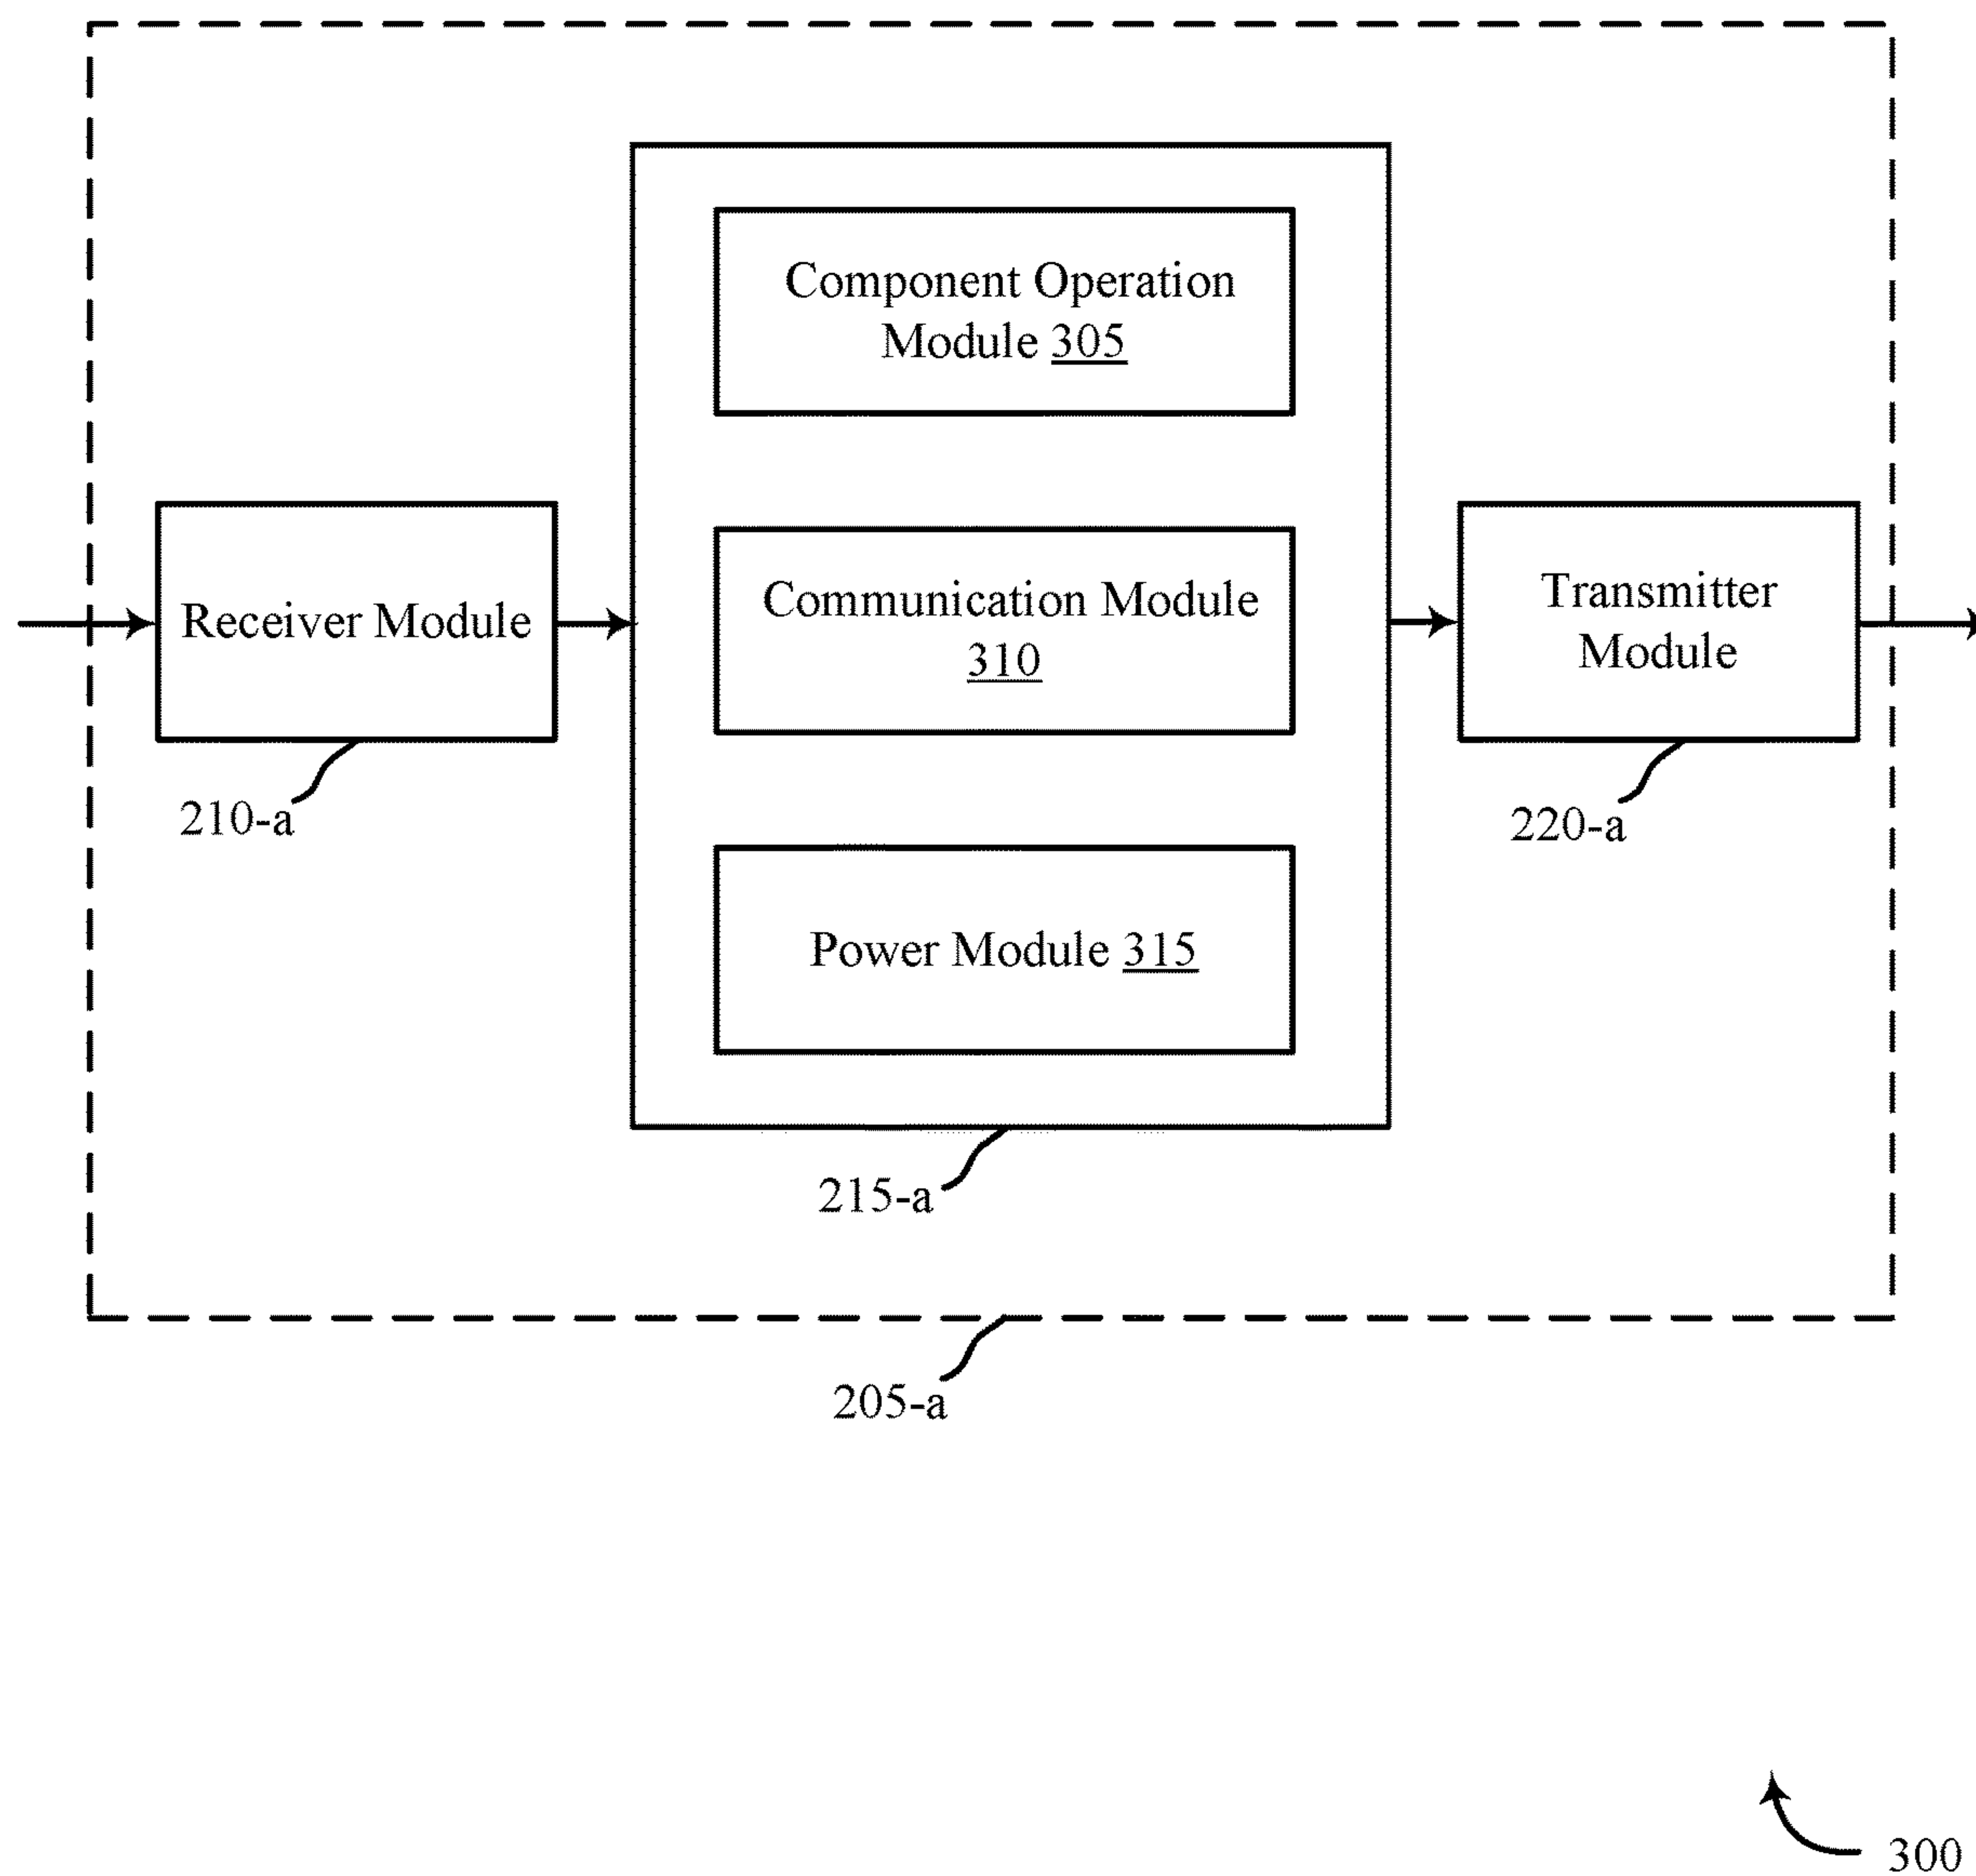 Component Operation
Module 305
Receiver Module
Communication Module
310
Transmitter
Module
210-a
220-a
Power Module 315
215-a
205-a
300